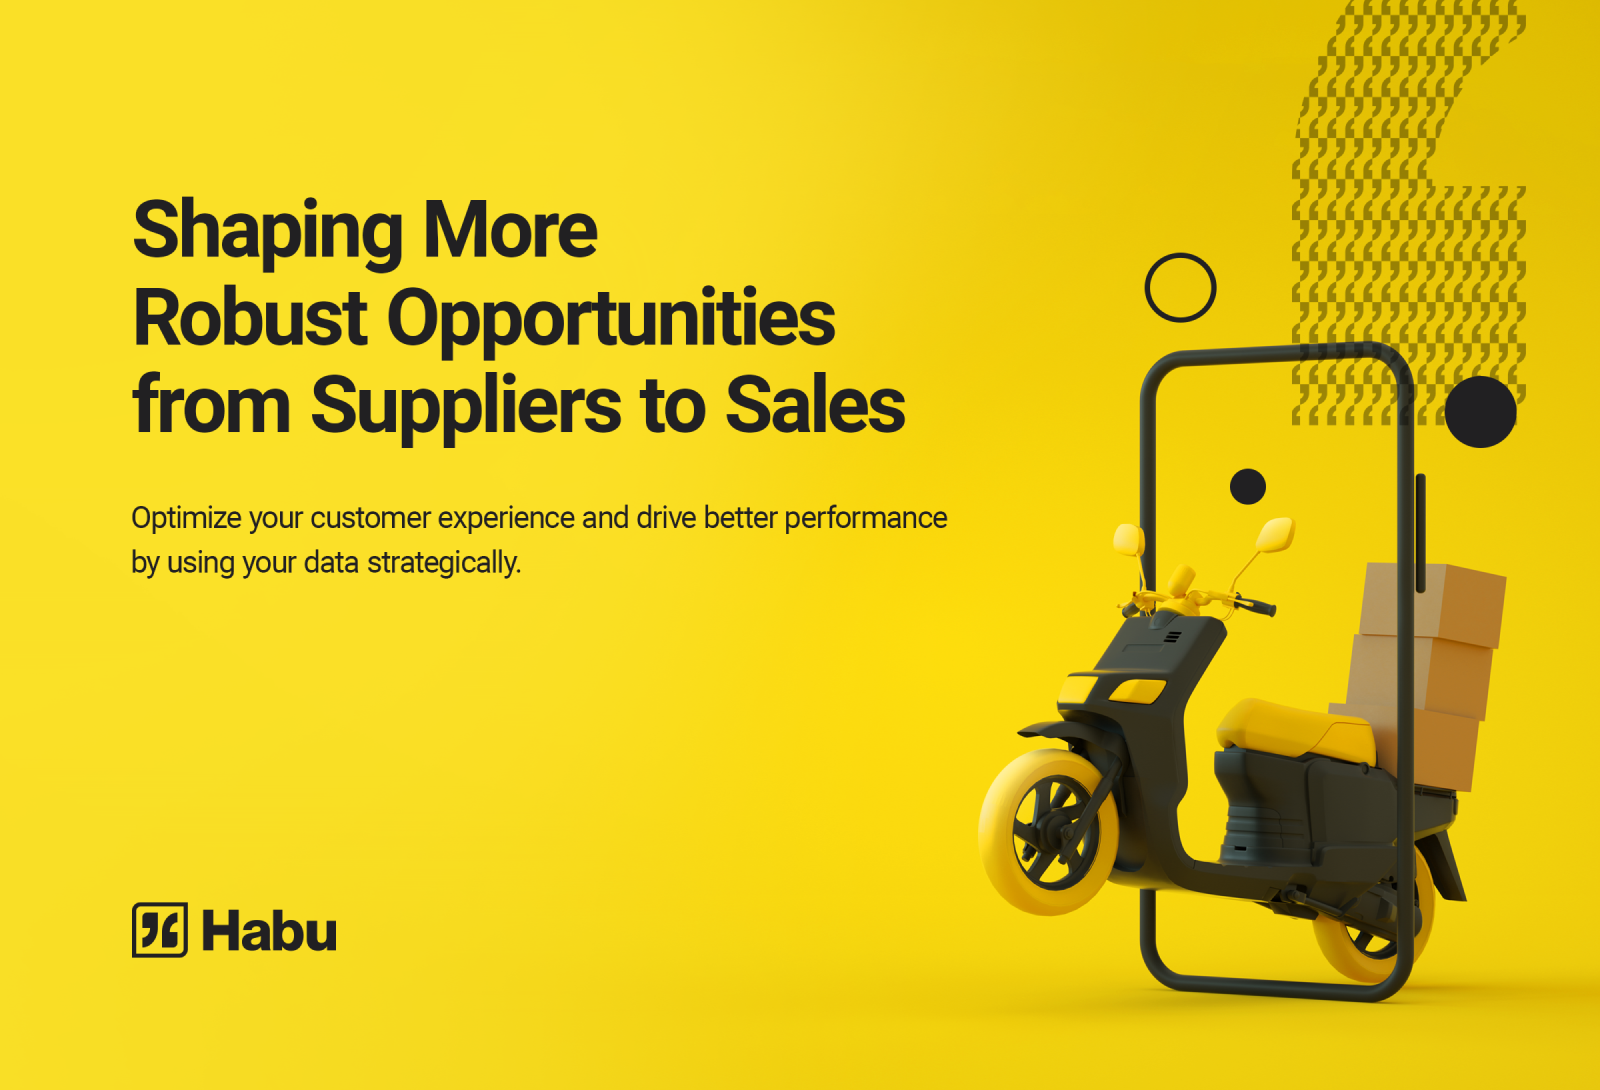 Shaping More
Robust Opportunities
from Suppliers to Sales
Optimize your customer experience and drive better performance
by using your data strategically.
Habu